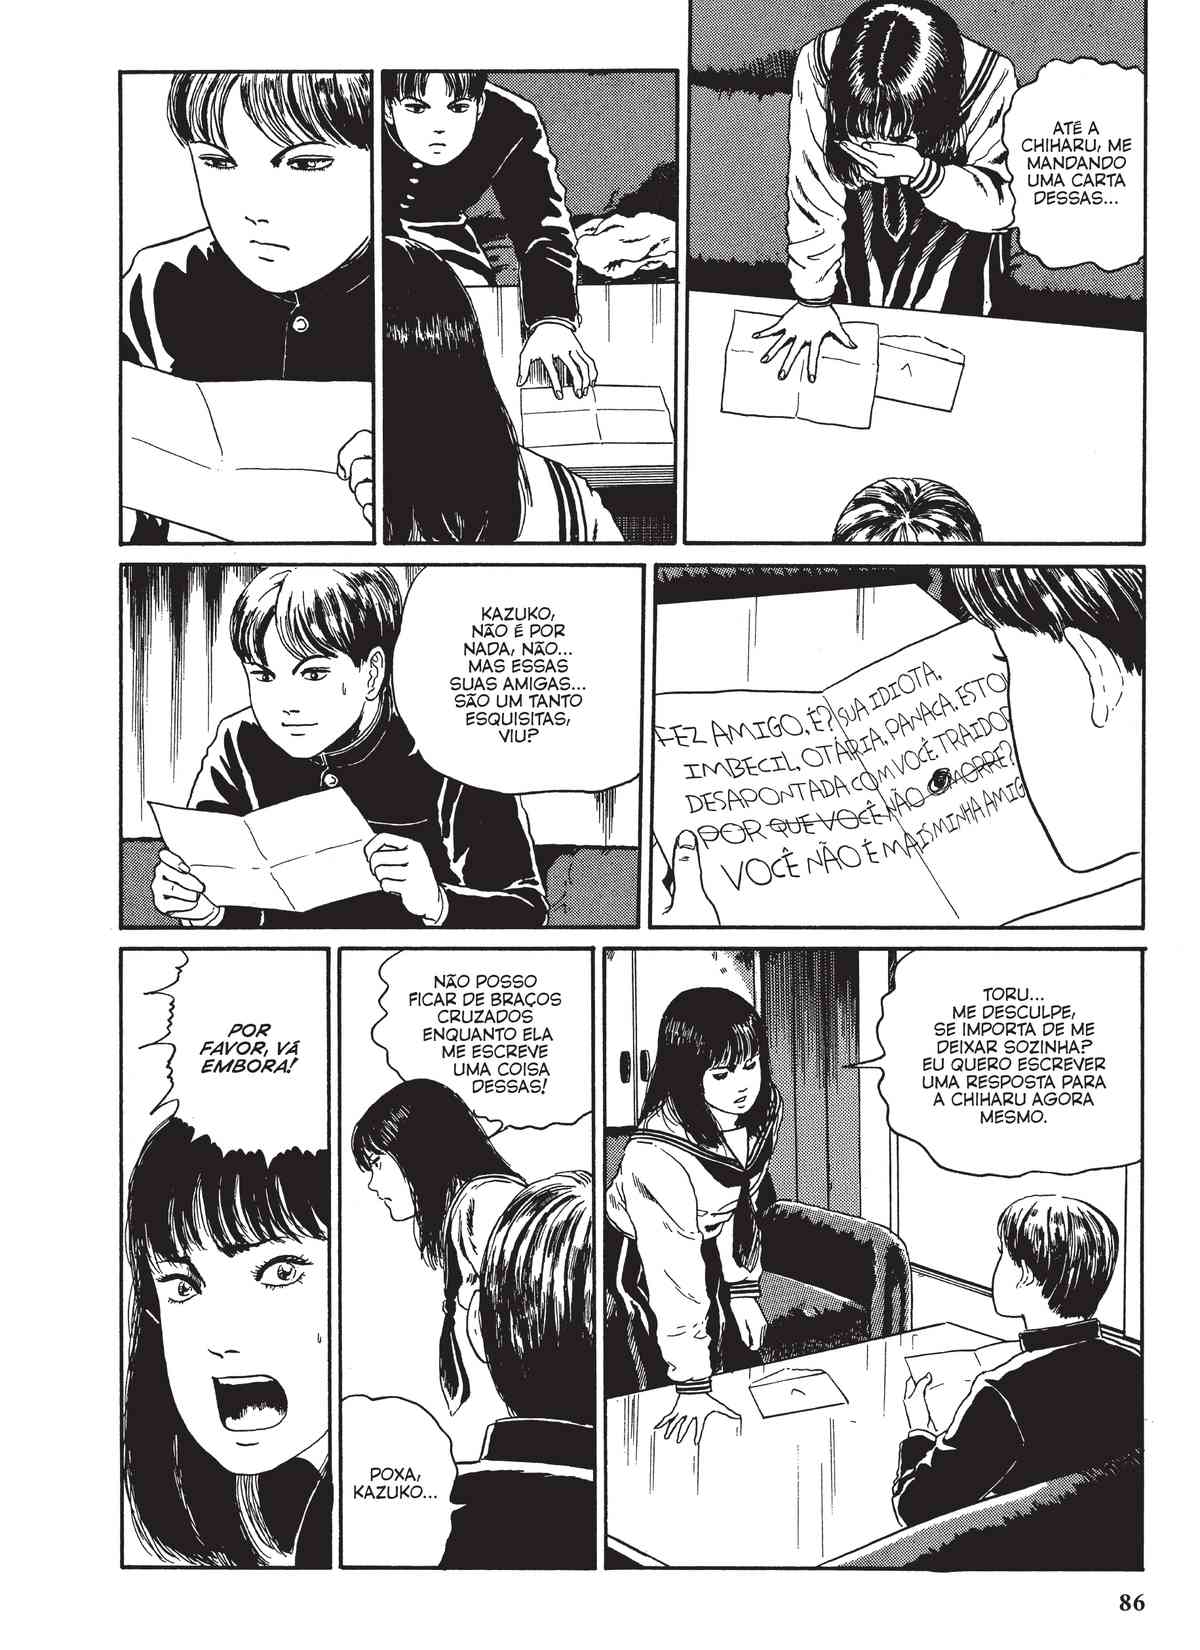 ATÉ A
CHIHARU, ME
MANDANDO
UMA CARTA
DESSAS...
FEZ AMIGO, É? SUA IDIOTA,
IMBECIL, OTÁRIA, PANACA. ESTOU
DESAPONTADA COM VOCÊ TRAIDOR
POR QUE VOCÊ NÃO MORRE?
VOCÊ NÃO É MAIS MINHA AMIG
KAZUKO,
NÃO É POR
NADA, NÃO...
MAS ESSAS
SUAS AMIGAS...
SÃO UM TANTO
ESQUISITAS,
VIU?
TORU...
ME DESCULPE,
SE IMPORTA DE ME
DEIXAR SOZINHA?
EU QUERO ESCREVER
UMA RESPOSTA PARA
A CHIHARU AGORA
MESMO.
NÃO POSSO
FICAR DE BRAÇOS
CRUZADOS
ENQUANTO ELA
ME ESCREVE
UMA COISA
DESSAS!
POXA,
KAZUKO...
POR
FAVOR, VÁ
EMBORA!
86